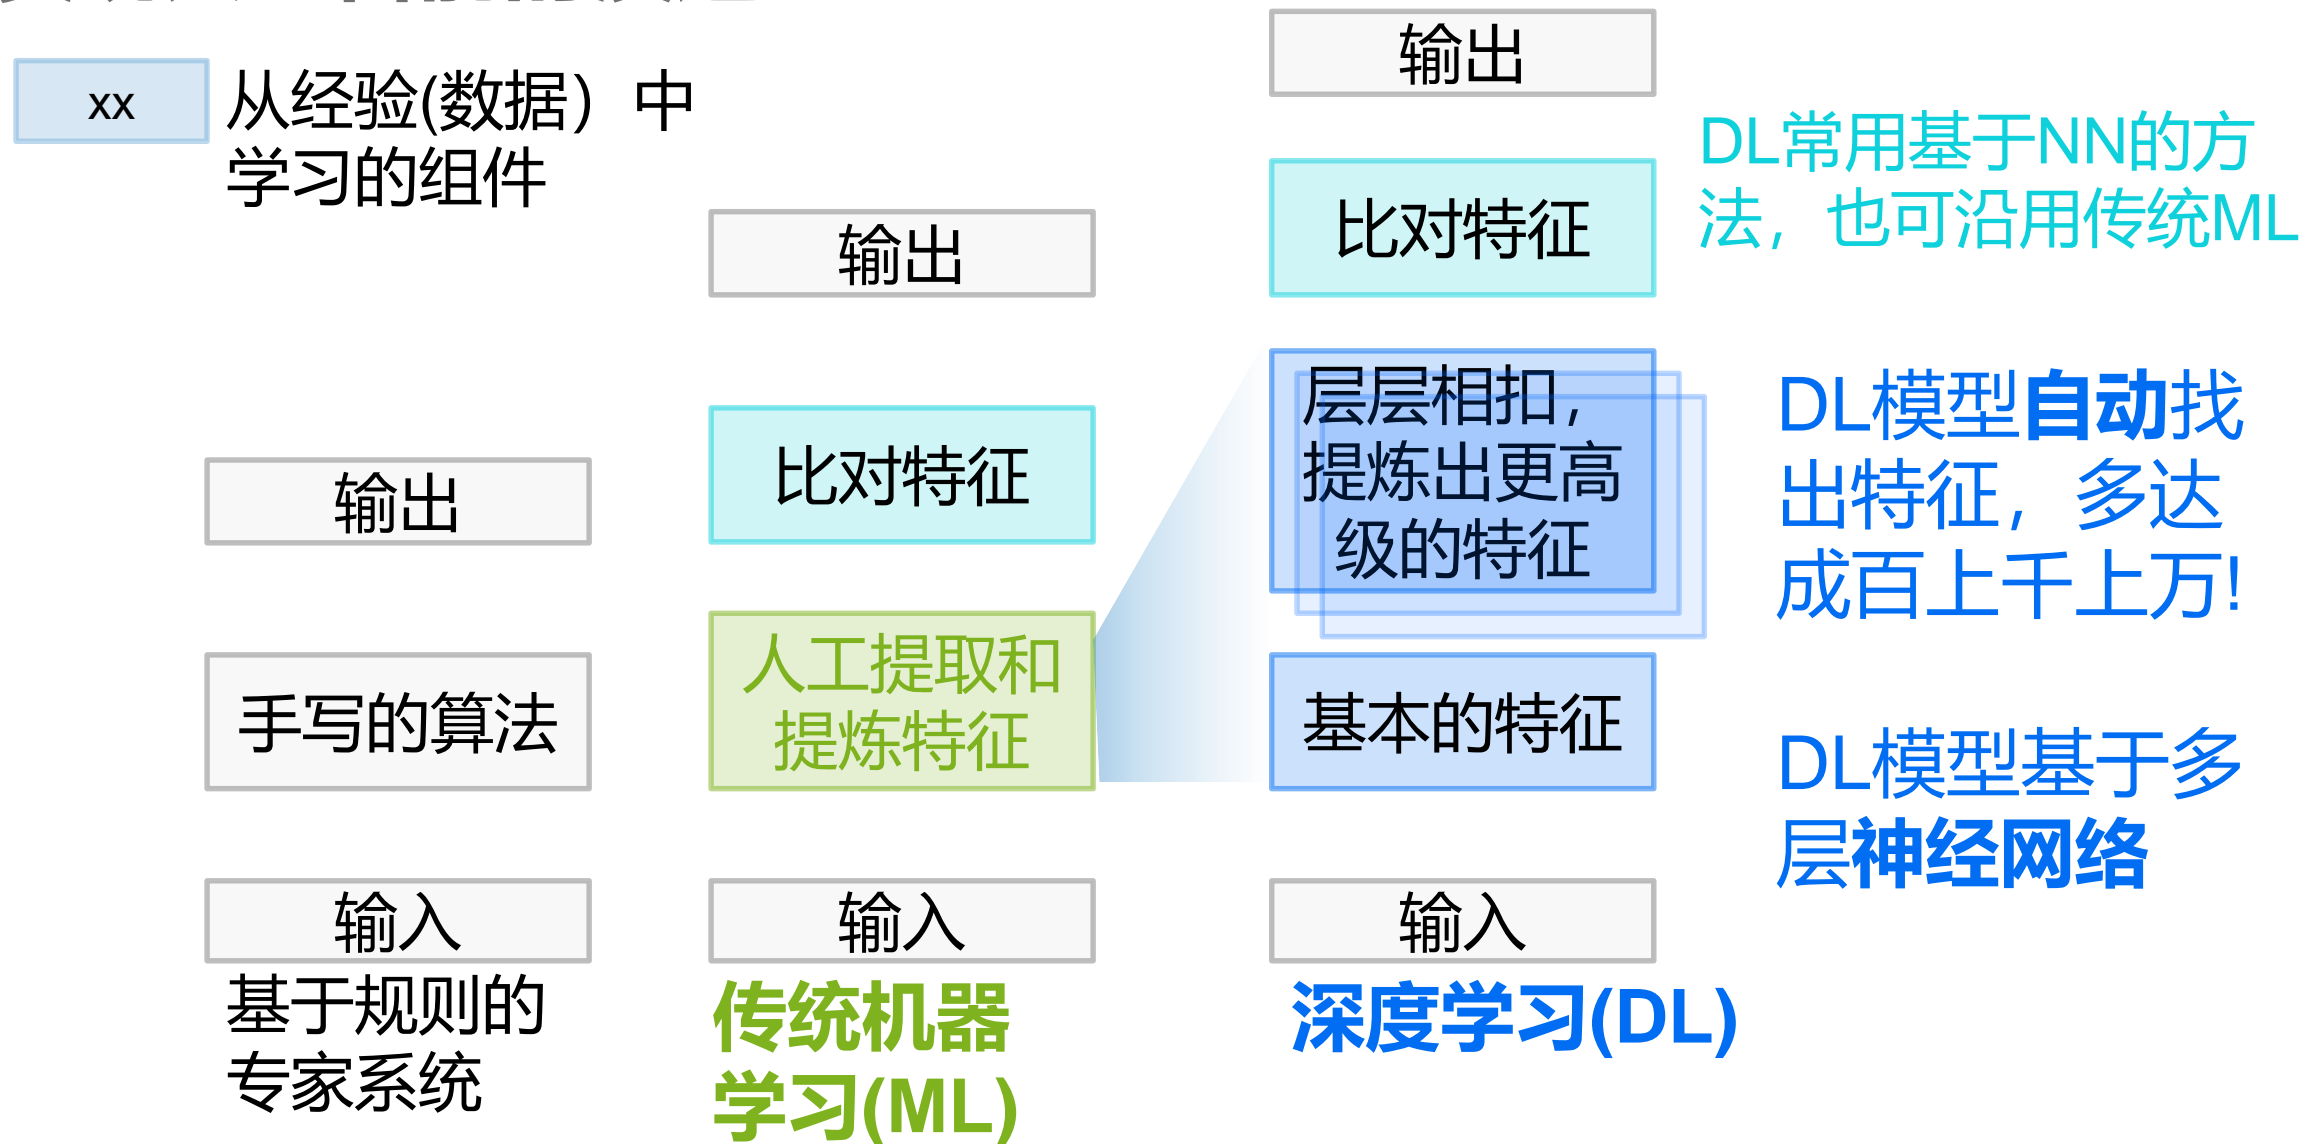 xx
从经验(数据）中
学习的组件
输出
手写的算法
输入
基于规则的
专家系统
输出
比对特征
人工提取和
提炼特征
输入
传统机器
学习(ML)
输出
比对特征
层层相扣，
提炼出更高
级的特征
基本的特征
输入
深度学习(DL)
DL常用基于NN的方
法，也可沿用传统ML
DL模型自动找
出特征，多达
成百上千上万!
DL模型基于多
层神经网络